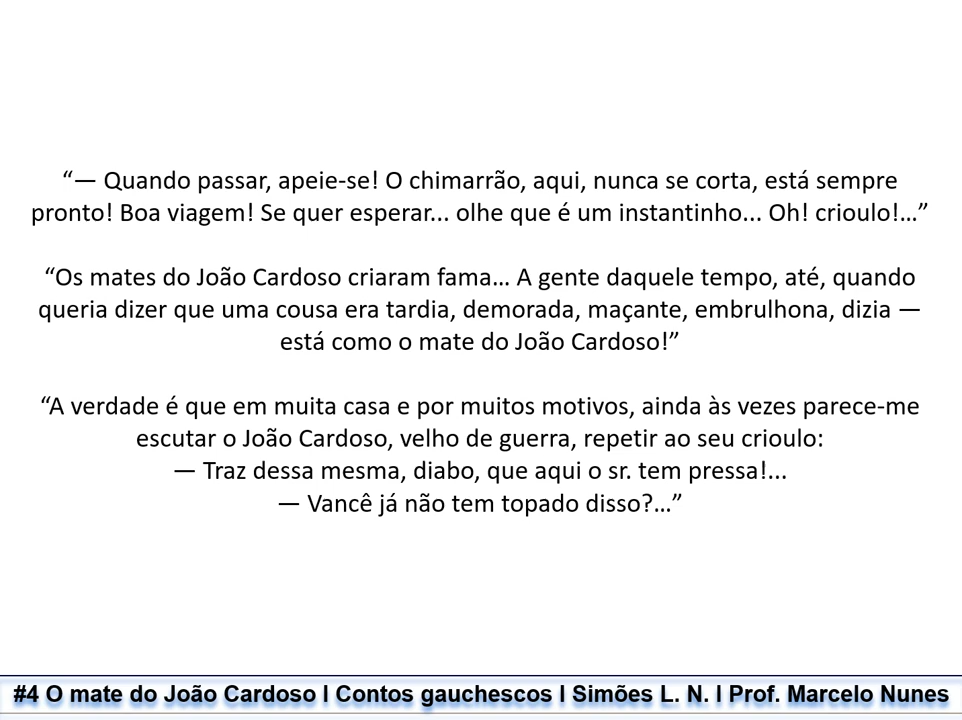 “— Quando passar, apeie-se! O chimarrão, aqui, nunca se corta, está sempre
pronto! Boa viagem! Se quer esperar... olhe que é um instantinho... Oh! crioulo!…”
“Os mates do João Cardoso criaram fama… A gente daquele tempo, até, quando
queria dizer que uma cousa era tardia, demorada, maçante, embrulhona, dizia —
está como o mate do João Cardoso!”
“A verdade é que em muita casa e por muitos motivos, ainda às vezes parece-me
escutar o João Cardoso, velho de guerra, repetir ao seu crioulo:
— Traz dessa mesma, diabo, que aqui o sr. tem pressa!...
— Vancê já não tem topado disso?…”
#4 O mate do João Cardoso l Contos gauchescos l Simões L. N. l Prof. Marcelo Nunes